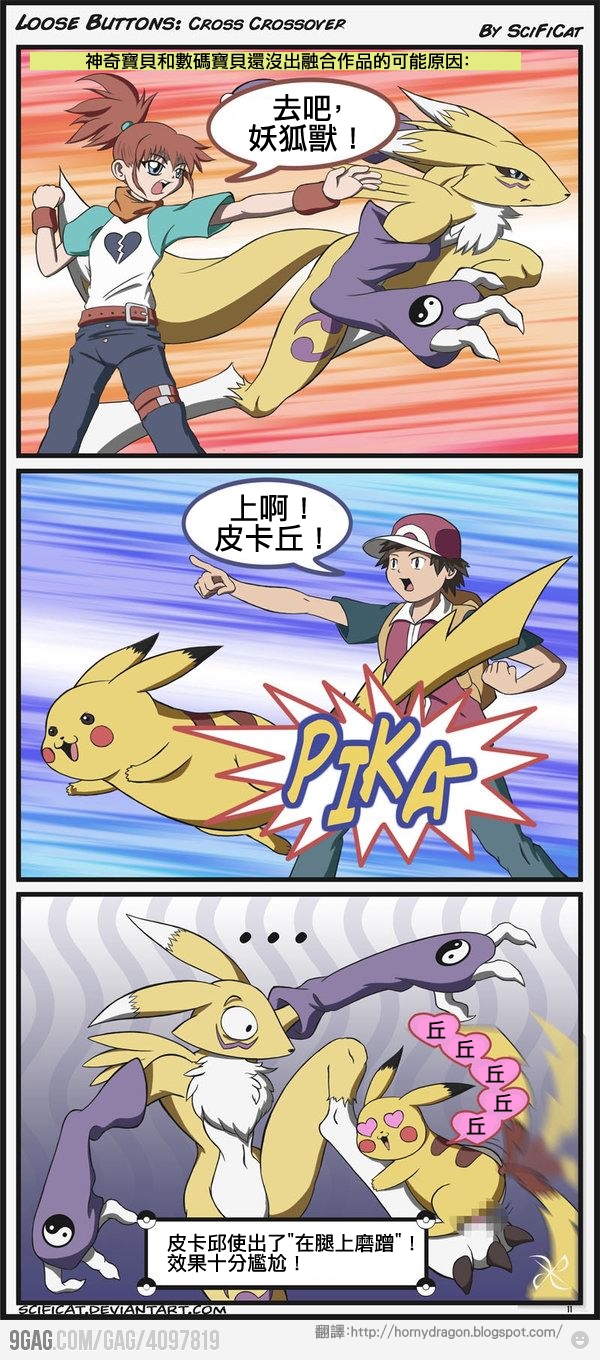 LOOSE BUTTONS: CROSS CROSSOVER
BY SCIFICAT
神奇寶貝和數碼寶貝還沒出融合作品的可能原因:
去吧,
妖狐獸！
上啊！
皮卡丘！
PIKA
...
丘
丘
丘
丘
丘
皮卡邱使出了"在腿上磨蹭"！
效果十分尷尬！
SCIFICAT.DEVIANTART.COM
11
9GAG.COM/GAG/4097819
翻譯:http://hornydragon.blogspot.com/